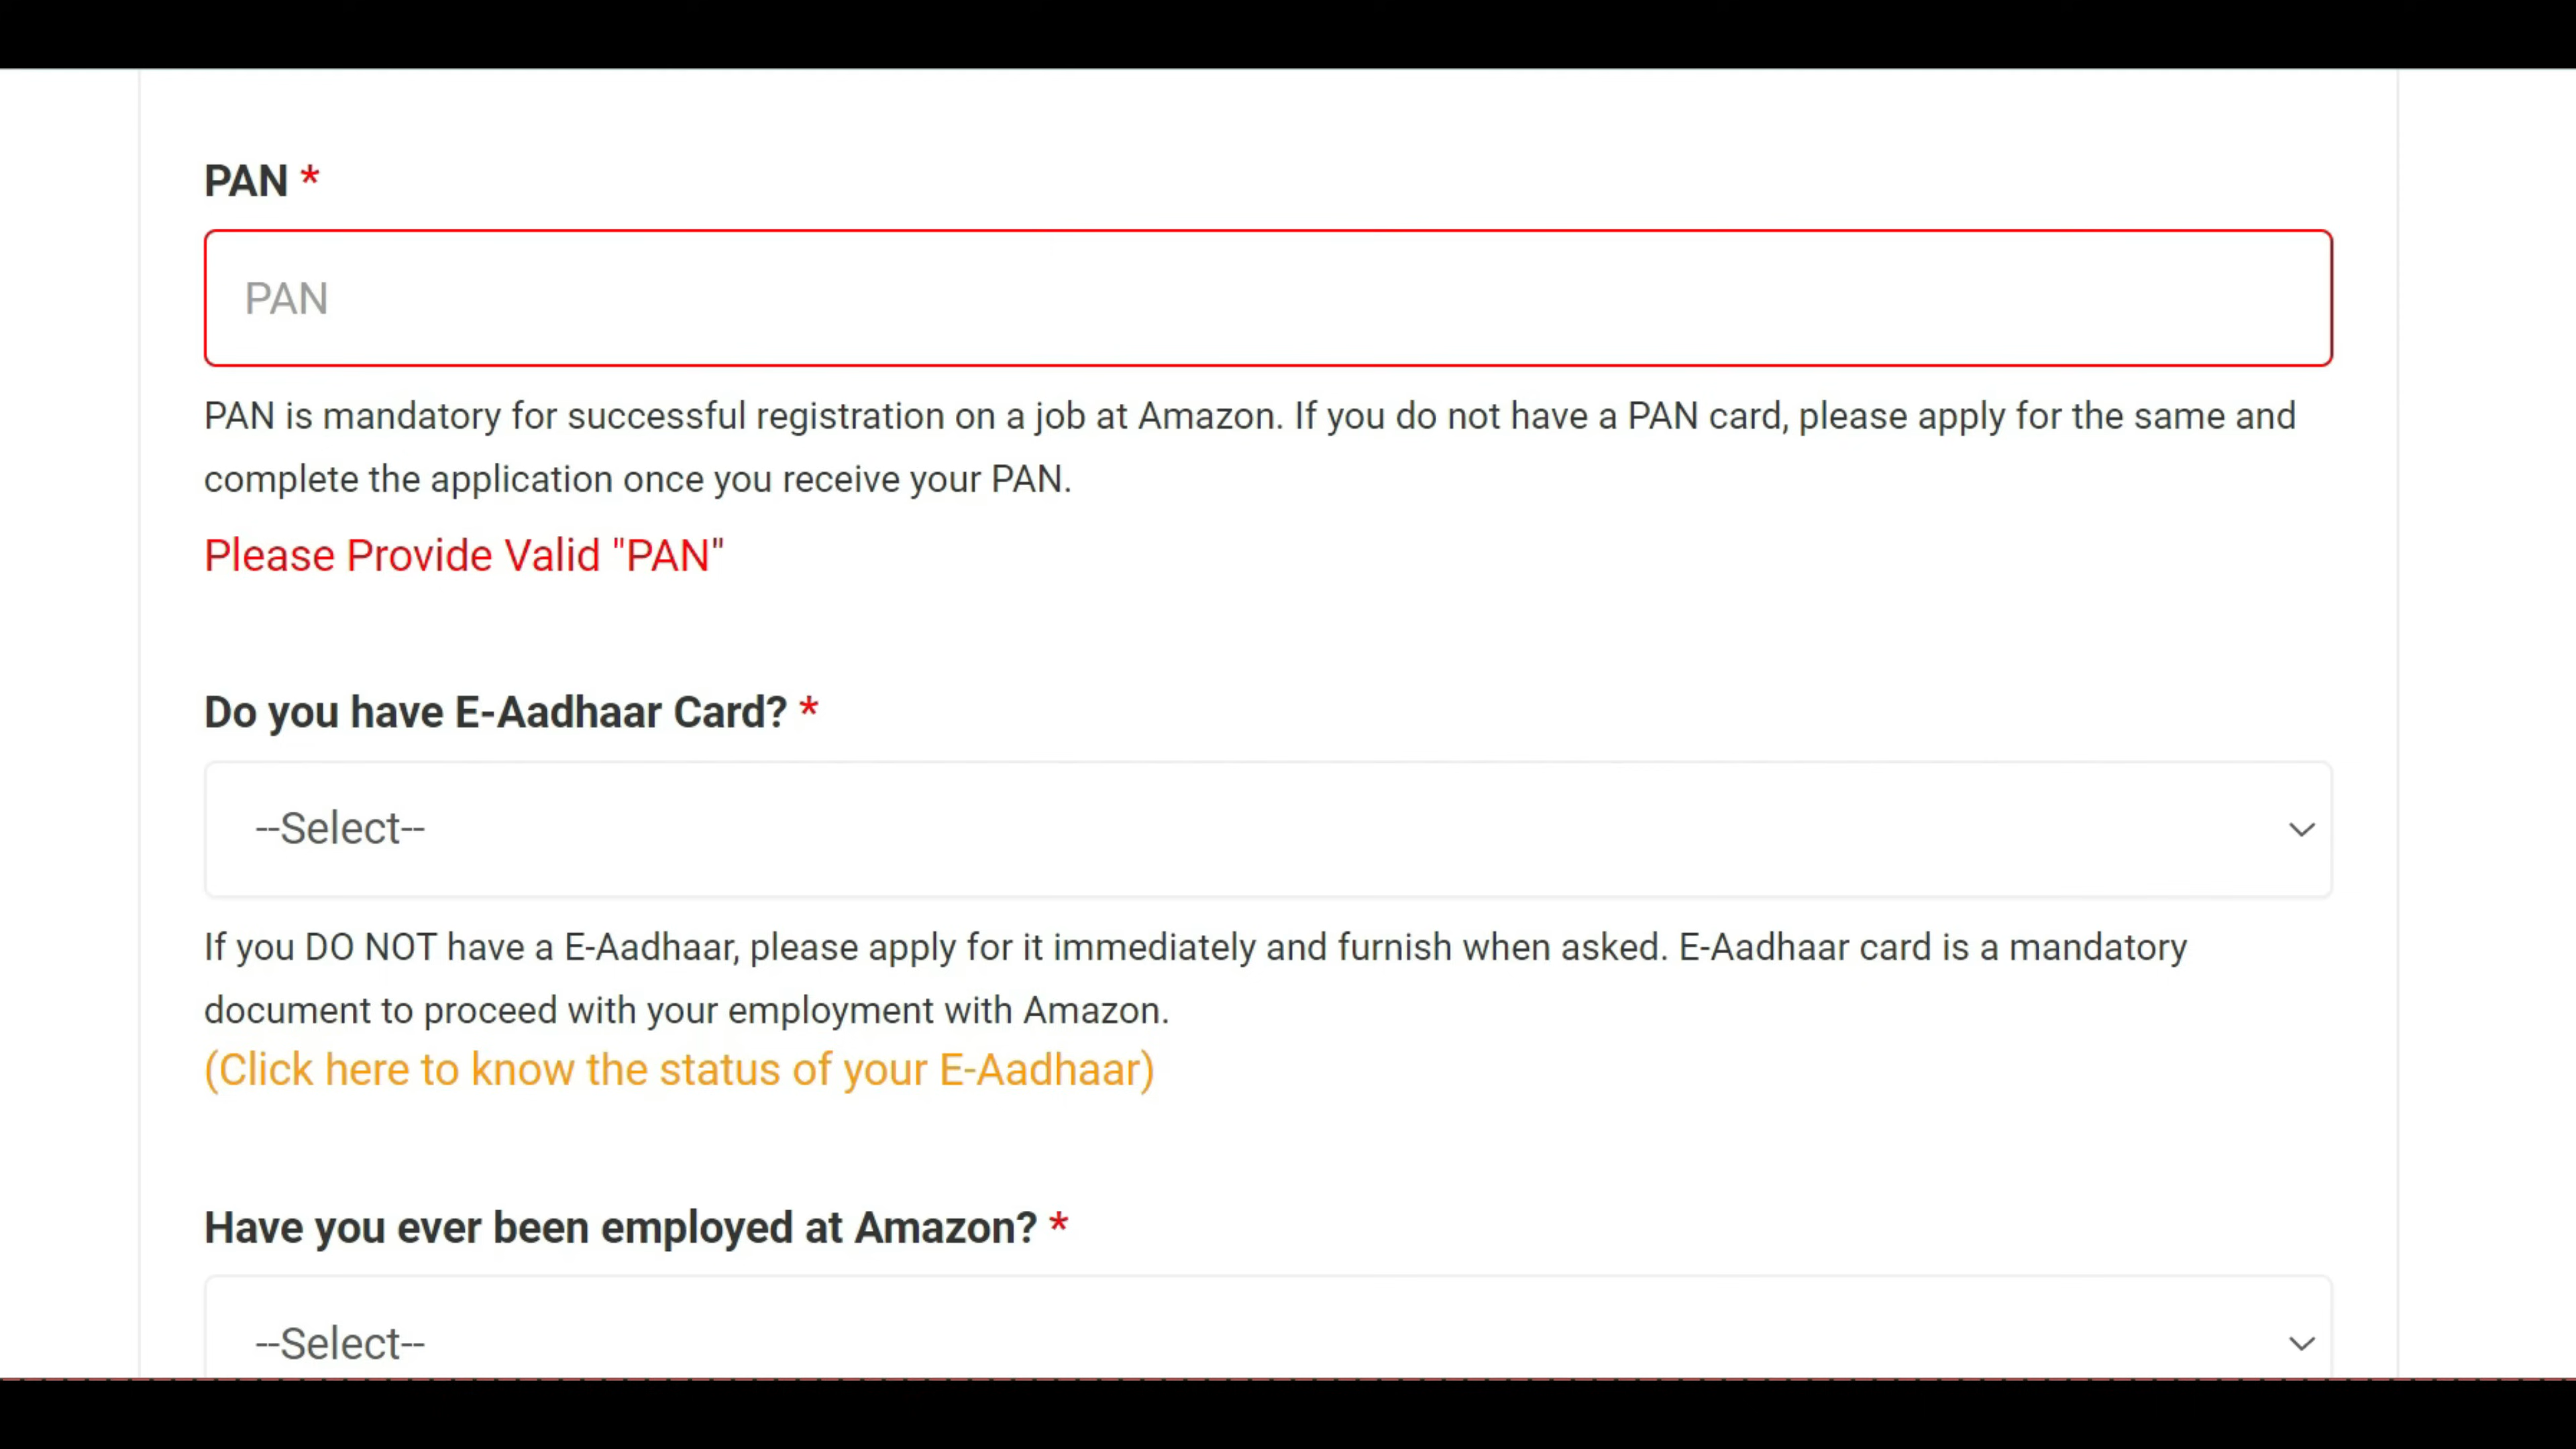 PAN *
PAN
PAN is mandatory for successful registration on a job at Amazon. If you do not have a PAN card, please apply for the same and
complete the application once you receive your PAN.
Please Provide Valid "PAN"
Do you have E-Aadhaar Card? *
--Select--
If you DO NOT have a E-Aadhaar, please apply for it immediately and furnish when asked. E-Aadhaar card is a mandatory
document to proceed with your employment with Amazon.
(Click here to know the status of your E-Aadhaar)
Have you ever been employed at Amazon? *
--Select--